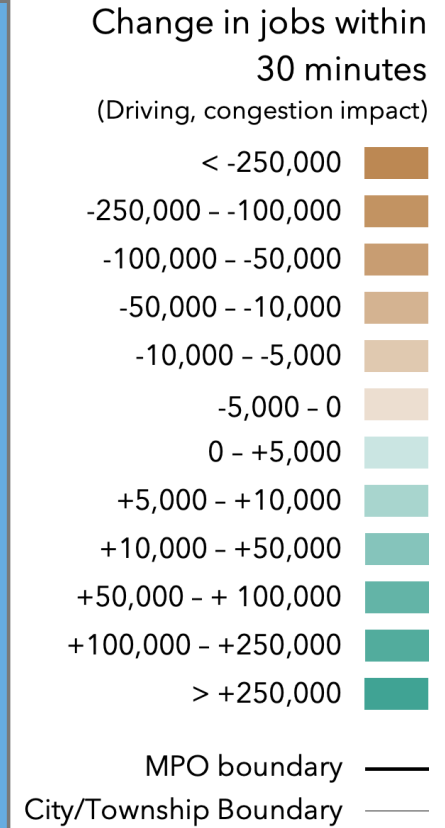 Change in jobs within
30 minutes
(Driving, congestion impact)
< -250,000
-250,000 – -100,000
-100,000 – -50,000
-50,000 – -10,000
-10,000 – -5,000
-5,000 – 0
0 – +5,000
+5,000 – +10,000
+10,000 – +50,000
+50,000 – + 100,000
+100,000 – +250,000
> +250,000
MPO boundary
City/Township Boundary